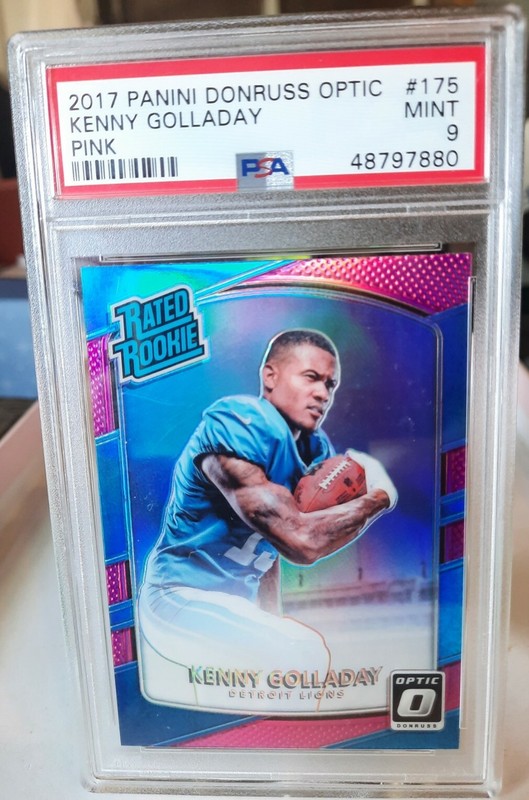 2017 PANINI DONRUSS OPTIC #175
KENNY GOLLADAY MINT
PINK 9
PSA 48797880
RATED
ROOKIE
KENNY GOLLADAY
DETROIT LIONS
OPTIC
O
DONRUSS